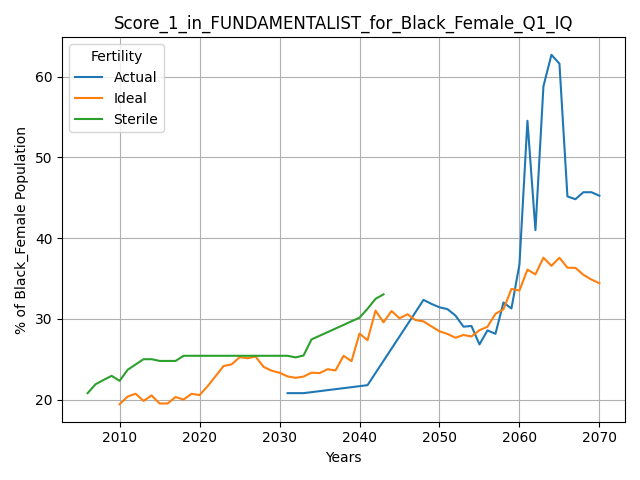 Score_1_in_FUNDAMENTALIST_for_Black_Female_Q1_IQ
Fertility
Actual
Ideal
Sterile
% of Black_Female Population
60
50
40
30
20
2010 2020 2030 2040 2050 2060 2070
Years